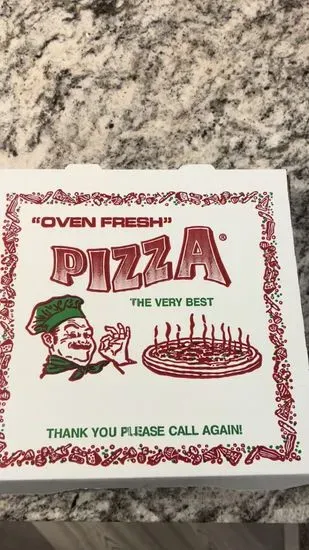 "OVEN FRESH"
PIZZA®
THE VERY BEST
THANK YOU PLEASE CALL AGAIN!